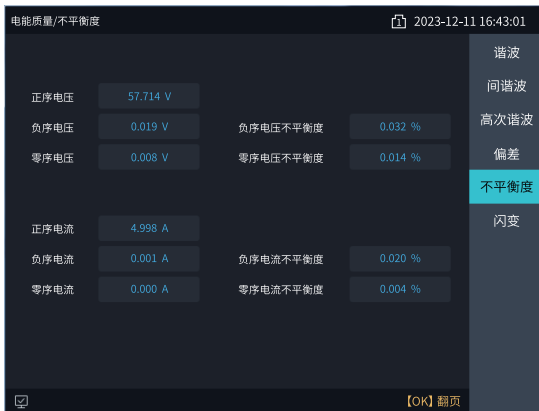 电能质量/不平衡度 1 2023-12-11 16:43:01
谐波
间谐波
高次谐波
偏差
不平衡度
闪变
正序电压 57.714 V
负序电压 0.019 V 负序电压不平衡度 0.032 %
零序电压 0.008 V 零序电压不平衡度 0.014 %
正序电流 4.998 A
负序电流 0.001 A 负序电流不平衡度 0.020 %
零序电流 0.000 A 零序电流不平衡度 0.004 %
【OK】翻页